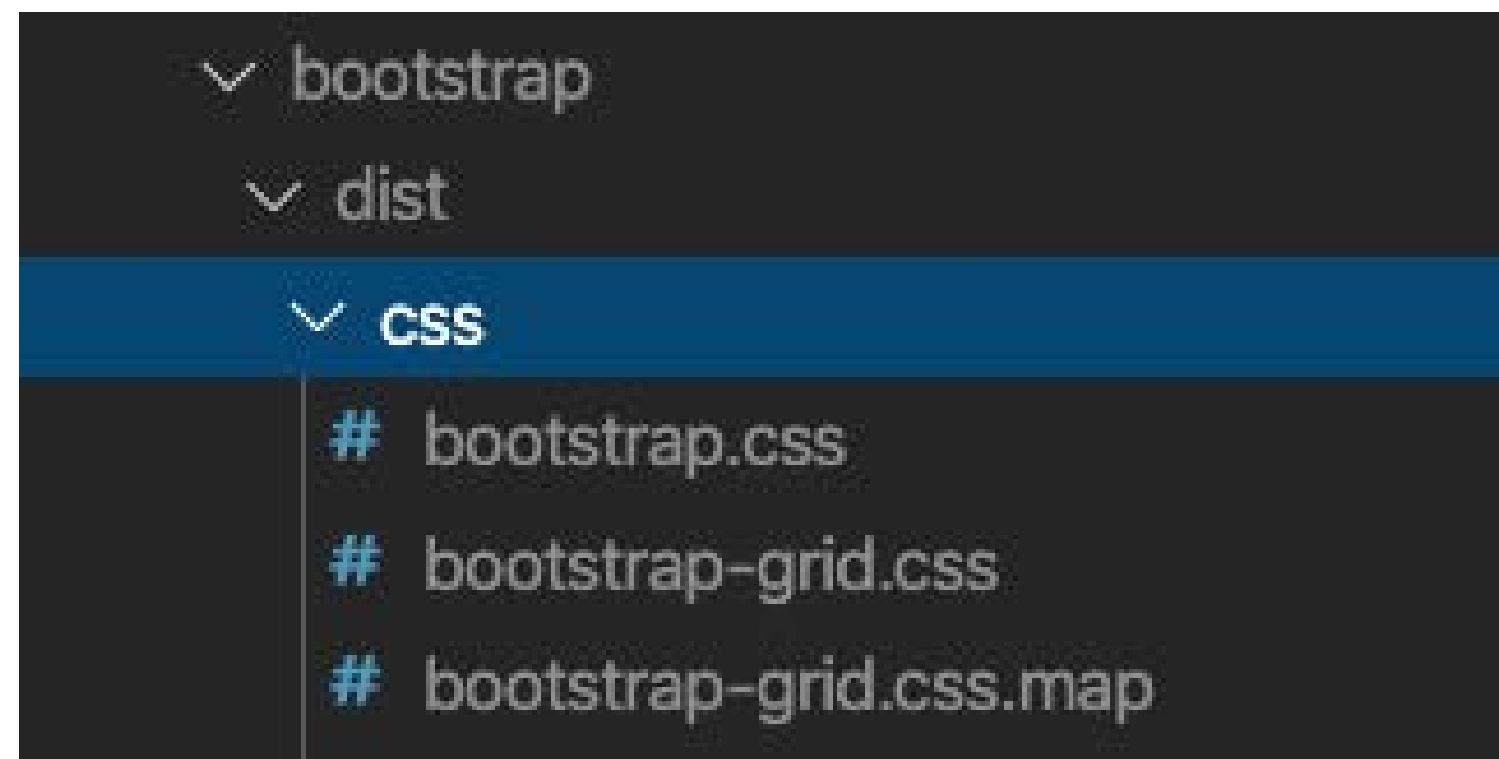 bootstrap
dist
css
# bootstrap.css
# bootstrap-grid.css
# bootstrap-grid.css.map